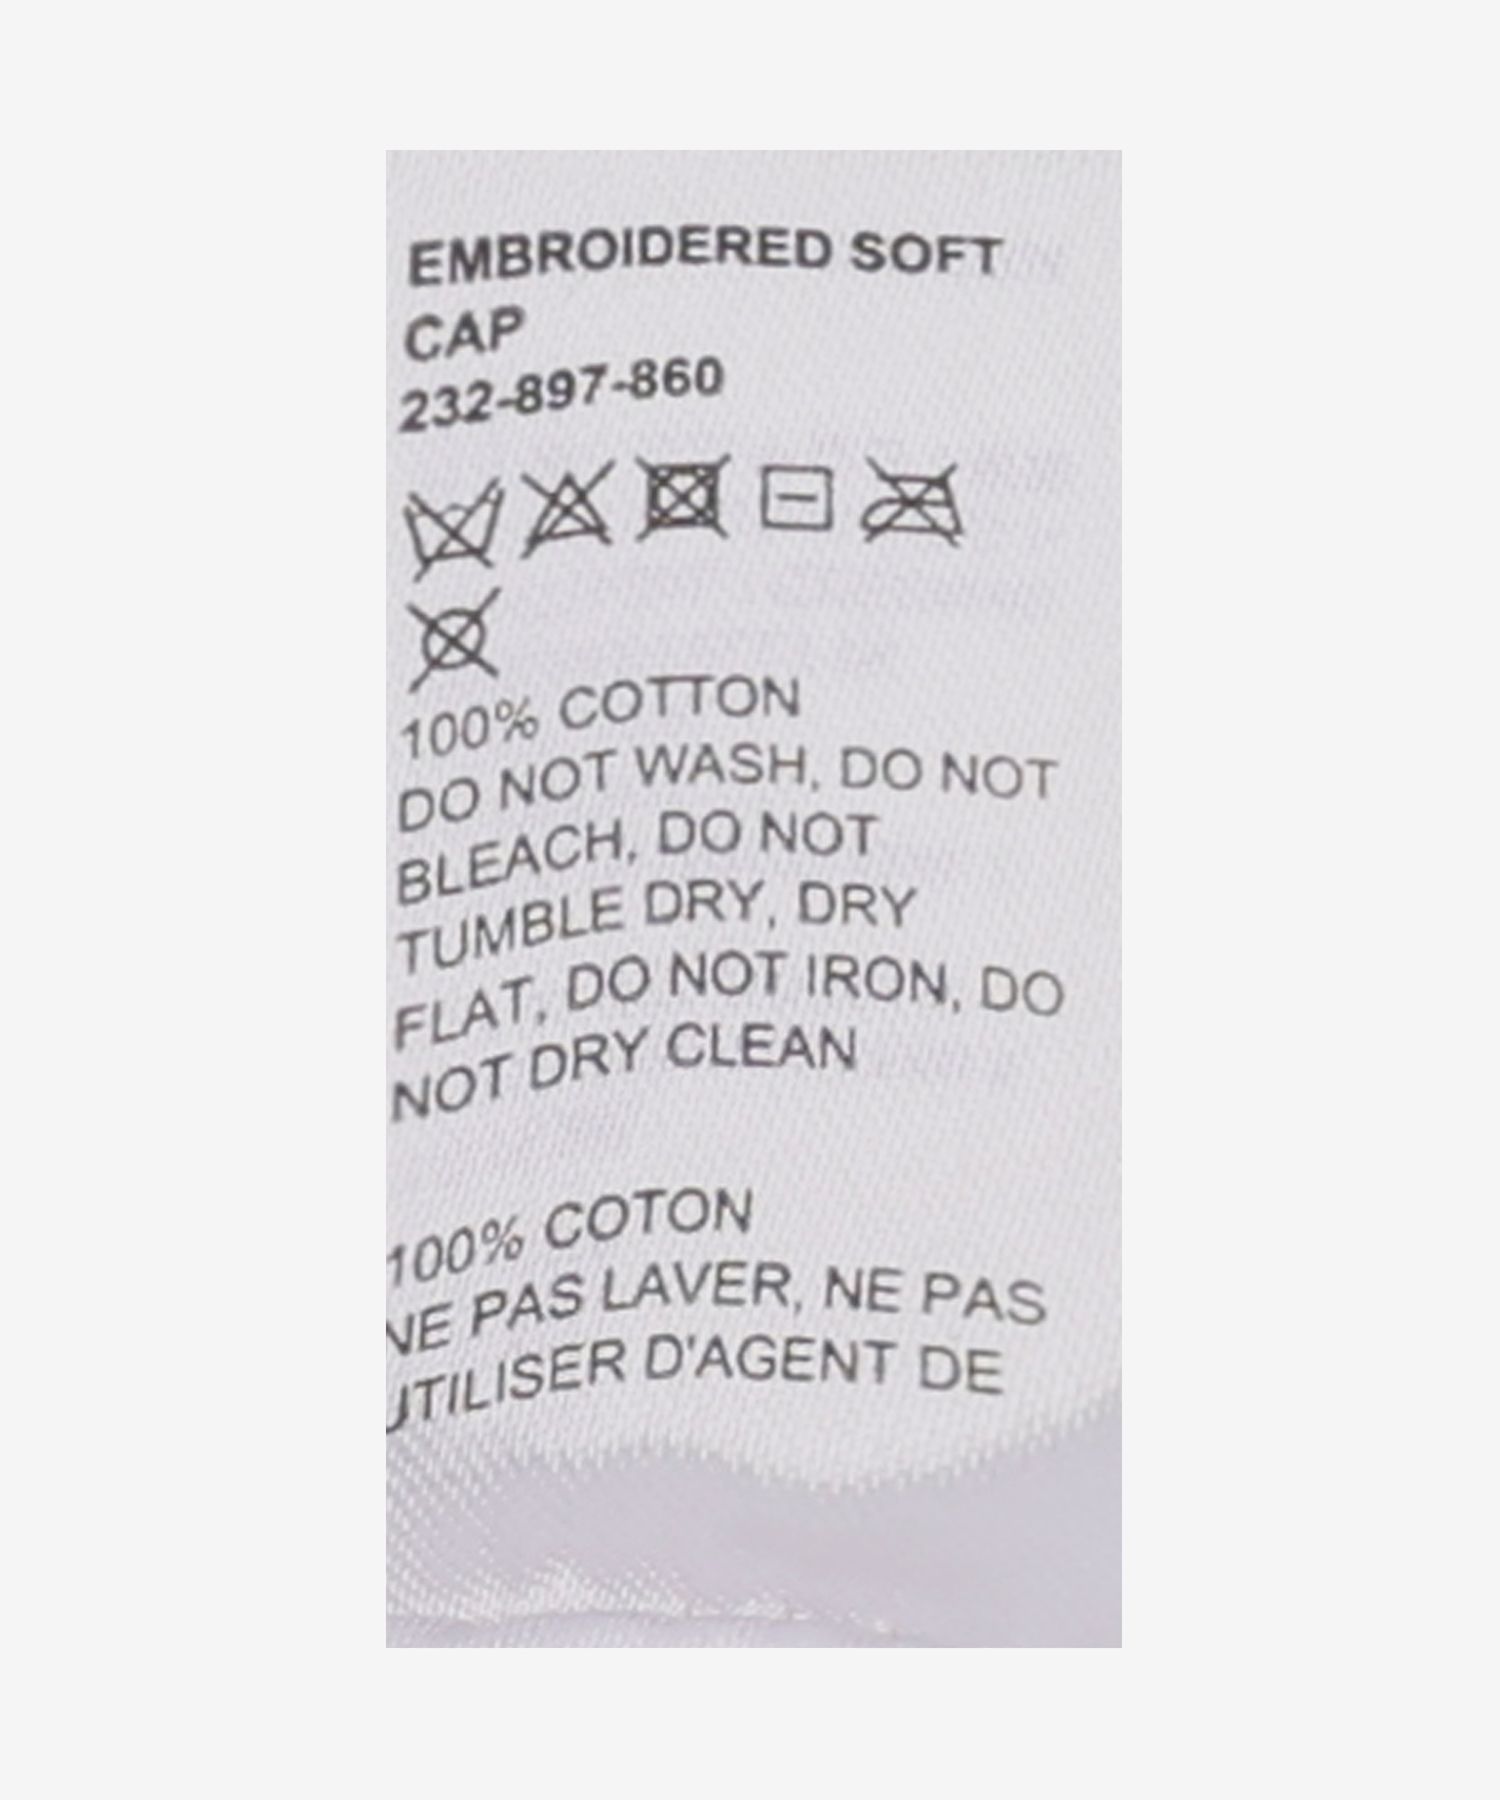 EMBROIDERED SOFT
CAP
232-897-860
100% COTTON
DO NOT WASH, DO NOT
BLEACH, DO NOT
TUMBLE DRY, DRY
FLAT, DO NOT IRON, DO
NOT DRY CLEAN
100% COTON
NE PAS LAVER, NE PAS
UTILISER D'AGENT DE